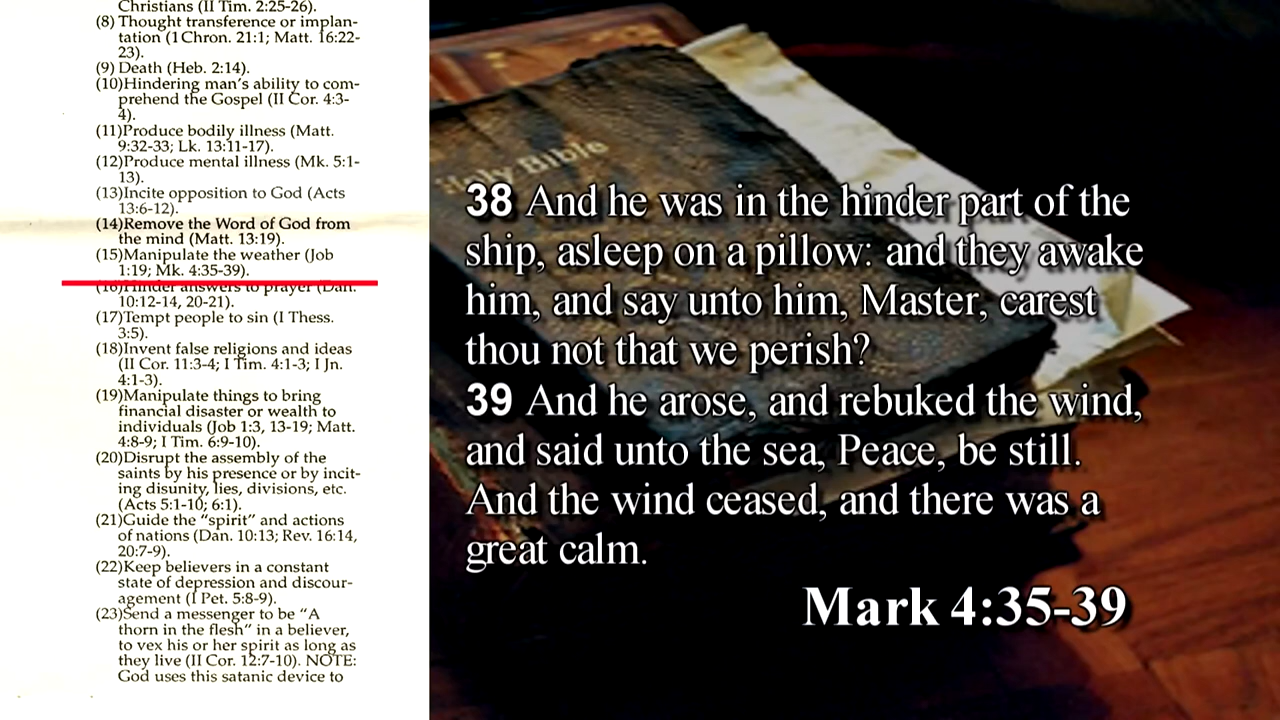 Christians (II Tim. 2:25-26).
(8) Thought transference or implan-
tation (1 Chron. 21:1; Matt. 16:22-
23).
(9) Death (Heb. 2:14).
(10)Hindering man's ability to com-
prehend the Gospel (II Cor. 4:3-
4).
(11)Produce bodily illness (Matt.
9:32-33; Lk. 13:11-17).
(12)Produce mental illness (Mk. 5:1-
13).
(13)Incite opposition to God (Acts
13:6-12).
(14)Remove the Word of God from
the mind (Matt. 13:19).
(15)Manipulate the weather (Job
1:19; Mk. 4:35-39).
(16)Hinder answers to prayer (Dan.
10:12-14, 20-21).
(17)Tempt people to sin (I Thess.
3:5).
(18)Invent false religions and ideas
(II Cor. 11:3-4; I Tim. 4:1-3; I Jn.
4:1-3).
(19)Manipulate things to bring
financial disaster or wealth to
individuals (Job 1:3, 13-19; Matt.
4:8-9; I Tim. 6:9-10).
(20)Disrupt the assembly of the
saints by his presence or by incit-
ing disunity, lies, divisions, etc.
(Acts 5:1-10; 6:1).
(21)Guide the "spirit" and actions
of nations (Dan. 10:13; Rev. 16:14,
20:7-9).
(22)Keep believers in a constant
state of depression and discour-
agement (I Pet. 5:8-9).
(23)Send a messenger to be "A
thorn in the flesh" in a believer,
to vex his or her spirit as long as
they live (II Cor. 12:7-10). NOTE:
God uses this satanic device to
Holy Bible
38 And he was in the hinder part of the
ship, asleep on a pillow: and they awake
him, and say unto him, Master, carest
thou not that we perish?
39 And he arose, and rebuked the wind,
and said unto the sea, Peace, be still.
And the wind ceased, and there was a
great calm.
Mark 4:35-39